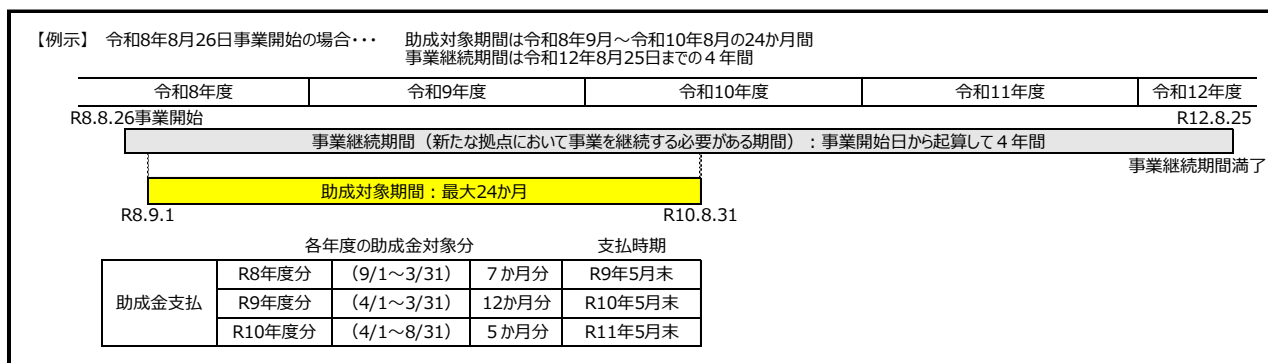 【例示】 令和8年8月26日事業開始の場合・・・ 助成対象期間は令和8年9月～令和10年8月の24か月間
事業継続期間は令和12年8月25日までの４年間
令和8年度 令和9年度 令和10年度 令和11年度 令和12年度
R8.8.26事業開始 R12.8.25
事業継続期間（新たな拠点において事業を継続する必要がある期間）：事業開始日から起算して４年間
事業継続期間満了
助成対象期間：最大24か月
R8.9.1 R10.8.31
各年度の助成金対象分 支払時期
助成金支払 R8年度分 （9/1～3/31） ７か月分 R9年5月末
R9年度分 （4/1～3/31） 12か月分 R10年5月末
R10年度分 （4/1～8/31） ５か月分 R11年5月末